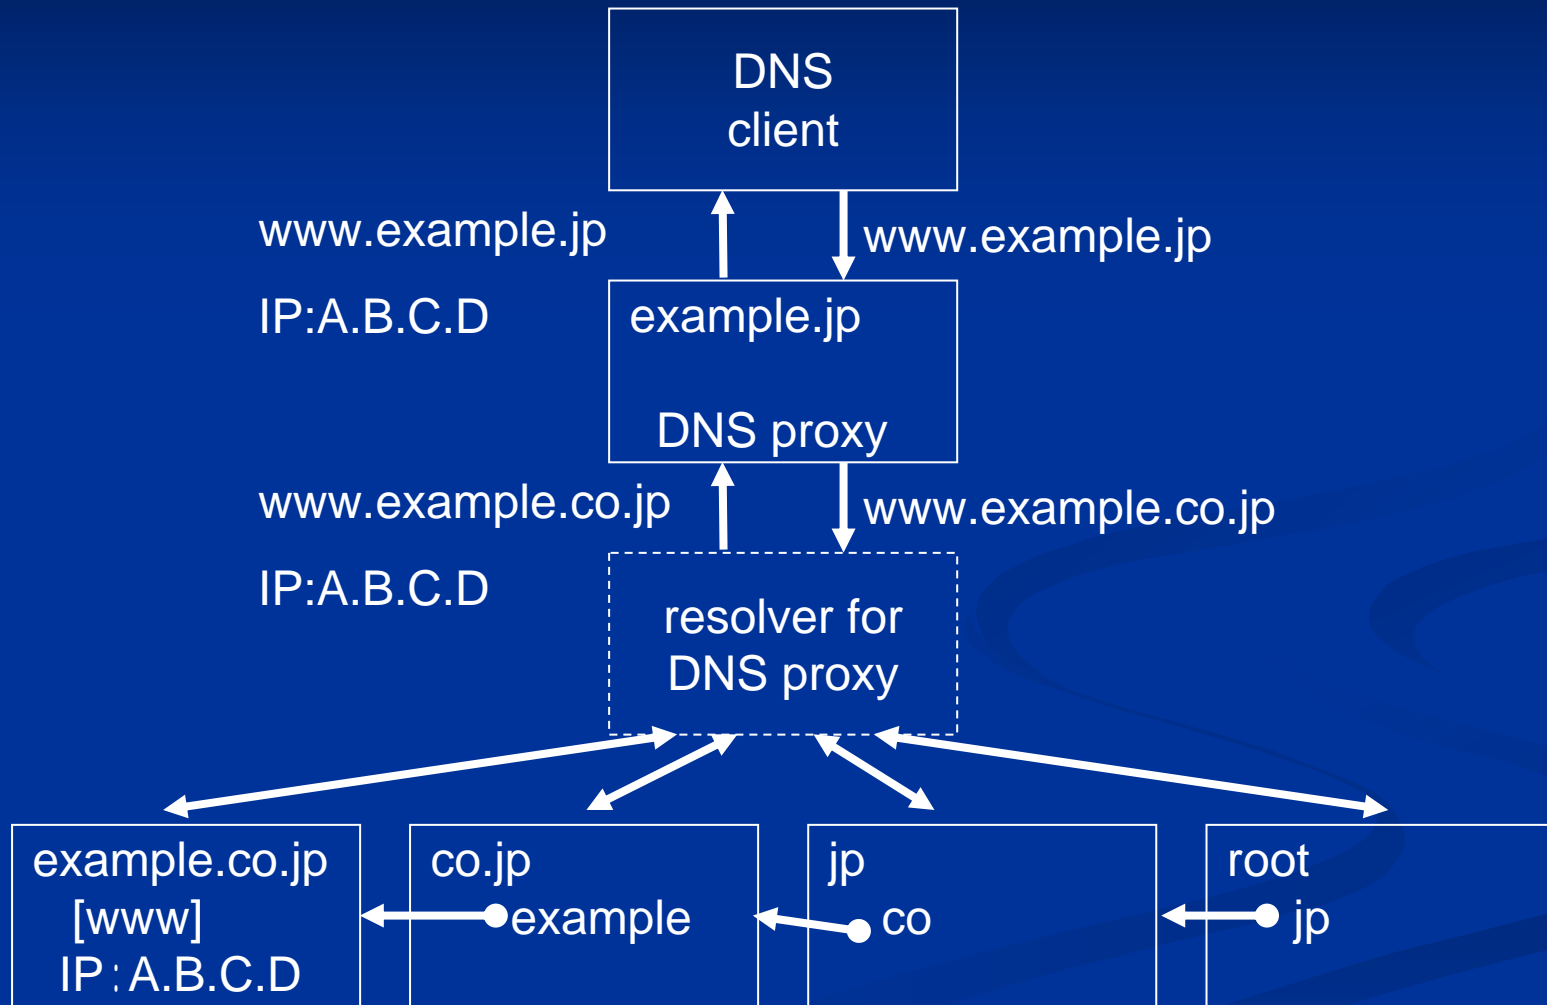 DNS
client
www.example.jp
www.example.jp
IP:A.B.C.D
example.jp
DNS proxy
www.example.co.jp
www.example.co.jp
IP:A.B.C.D
resolver for
DNS proxy
example.co.jp
[www]
IP:A.B.C.D
co.jp
example
jp
co
root
jp